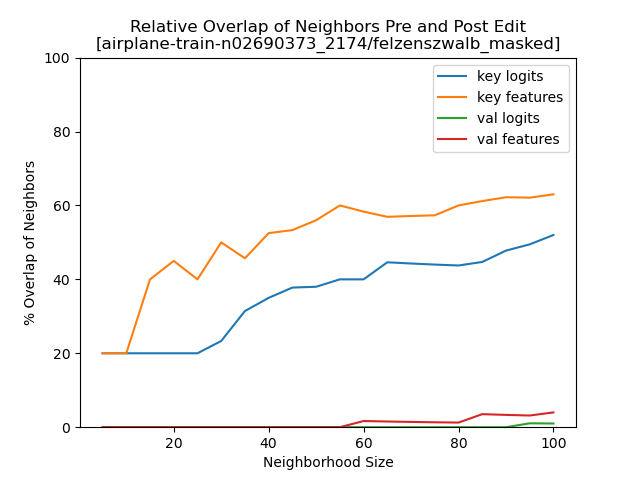 Relative Overlap of Neighbors Pre and Post Edit
[airplane-train-n02690373_2174/felzenszwalb_masked]
key logits
key features
val logits
val features
% Overlap of Neighbors
100
80
60
40
20
0
20 40 60 80 100
Neighborhood Size